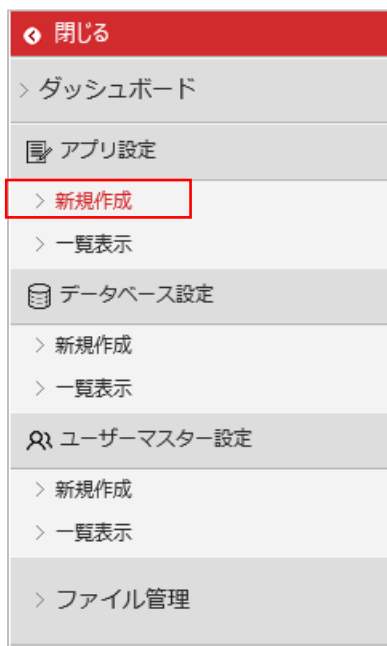 閉じる
ダッシュボード
アプリ設定
新規作成
一覧表示
データベース設定
新規作成
一覧表示
ユーザーマスター設定
新規作成
一覧表示
ファイル管理